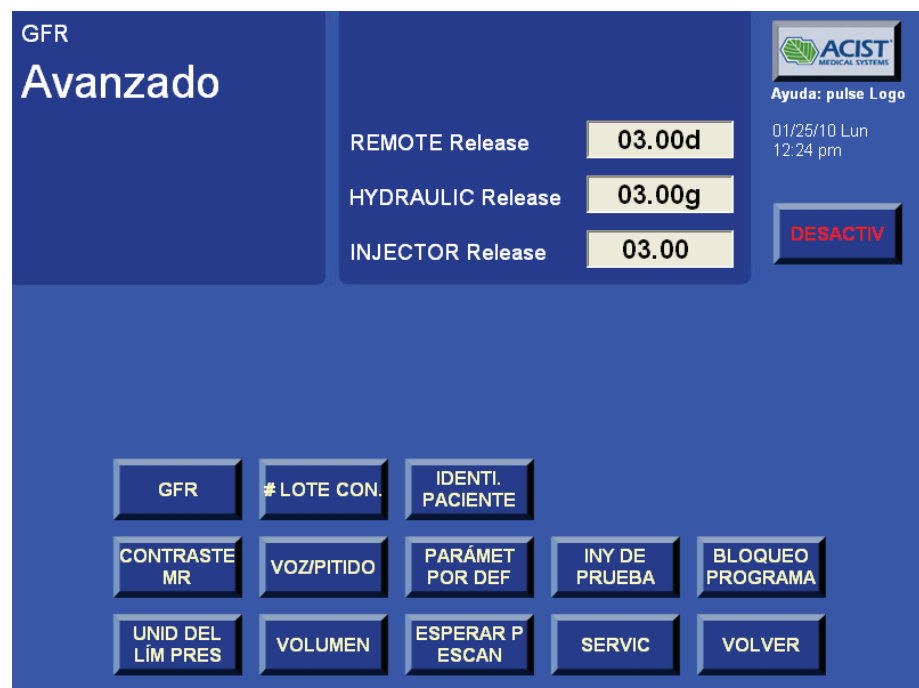 GFR
Avanzado
REMOTE Release 03.00d
HYDRAULIC Release 03.00g
INJECTOR Release 03.00
ACIST
MEDICAL SYSTEMS
Ayuda: pulse Logo
01/25/10 Lun
12:24 pm
DESACTIV
GFR
# LOTE CON.
IDENTI.
PACIENTE
CONTRASTE
MR
VOZ/PITIDO
PARÁMET
POR DEF
INY DE
PRUEBA
BLOQUEO
PROGRAMA
UNID DEL
LÍM PRES
VOLUMEN
ESPERAR P
ESCAN
SERVIC
VOLVER